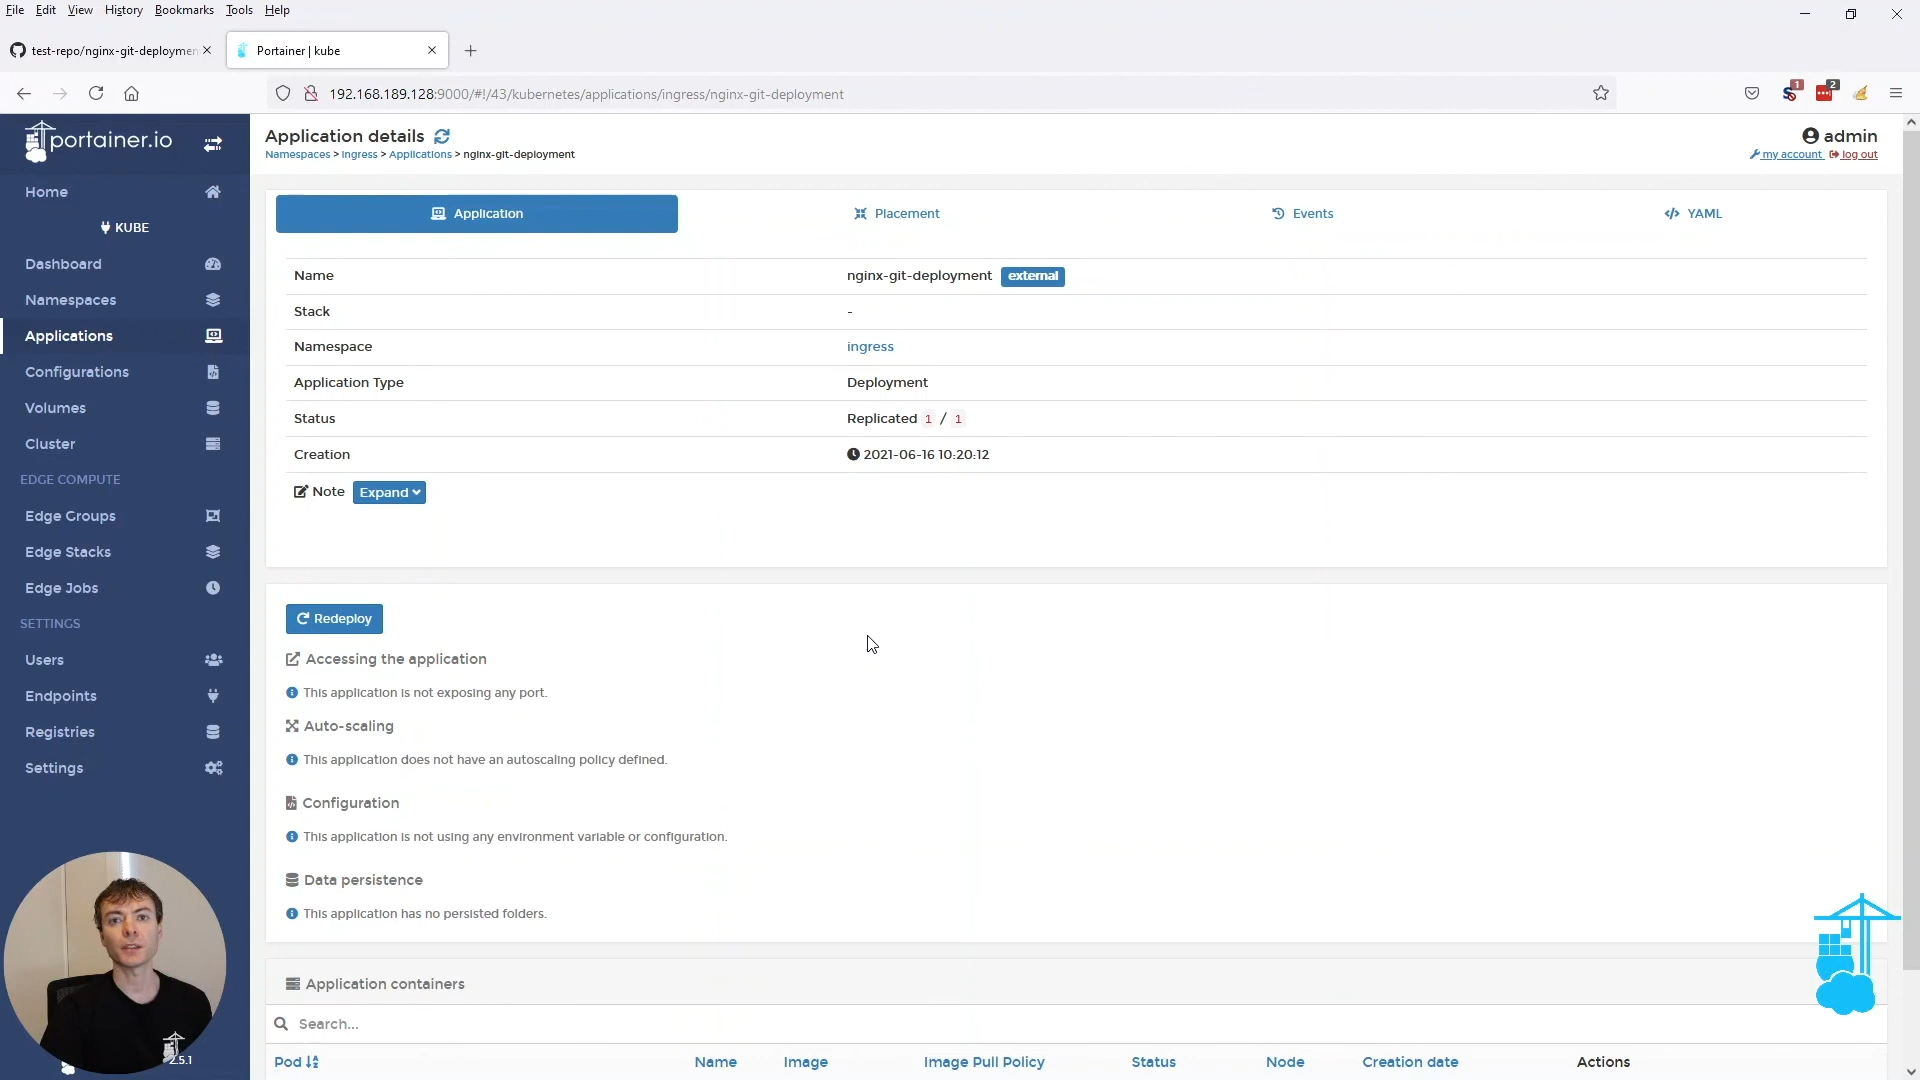 File Edit View History Bookmarks Tools Help
test-repo/nginx-git-deploymen
Portainer | kube
192.168.189.128:9000/#!/43/kubernetes/applications/ingress/nginx-git-deployment
1
2
portainer.io
Application details
Namespaces > ingress > Applications > nginx-git-deployment
admin
my account log out
Home
KUBE
Dashboard
Namespaces
Applications
Configurations
Volumes
Cluster
EDGE COMPUTE
Edge Groups
Edge Stacks
Edge Jobs
SETTINGS
Users
Endpoints
Registries
Settings
2.5.1
Application Placement Events YAML
Name nginx-git-deployment external
Stack -
Namespace ingress
Application Type Deployment
Status Replicated 1 / 1
Creation 2021-06-16 10:20:12
Note Expand
Redeploy
Accessing the application
This application is not exposing any port.
Auto-scaling
This application does not have an autoscaling policy defined.
Configuration
This application is not using any environment variable or configuration.
Data persistence
This application has no persisted folders.
Application containers
Search...
Pod Name Image Image Pull Policy Status Node Creation date Actions